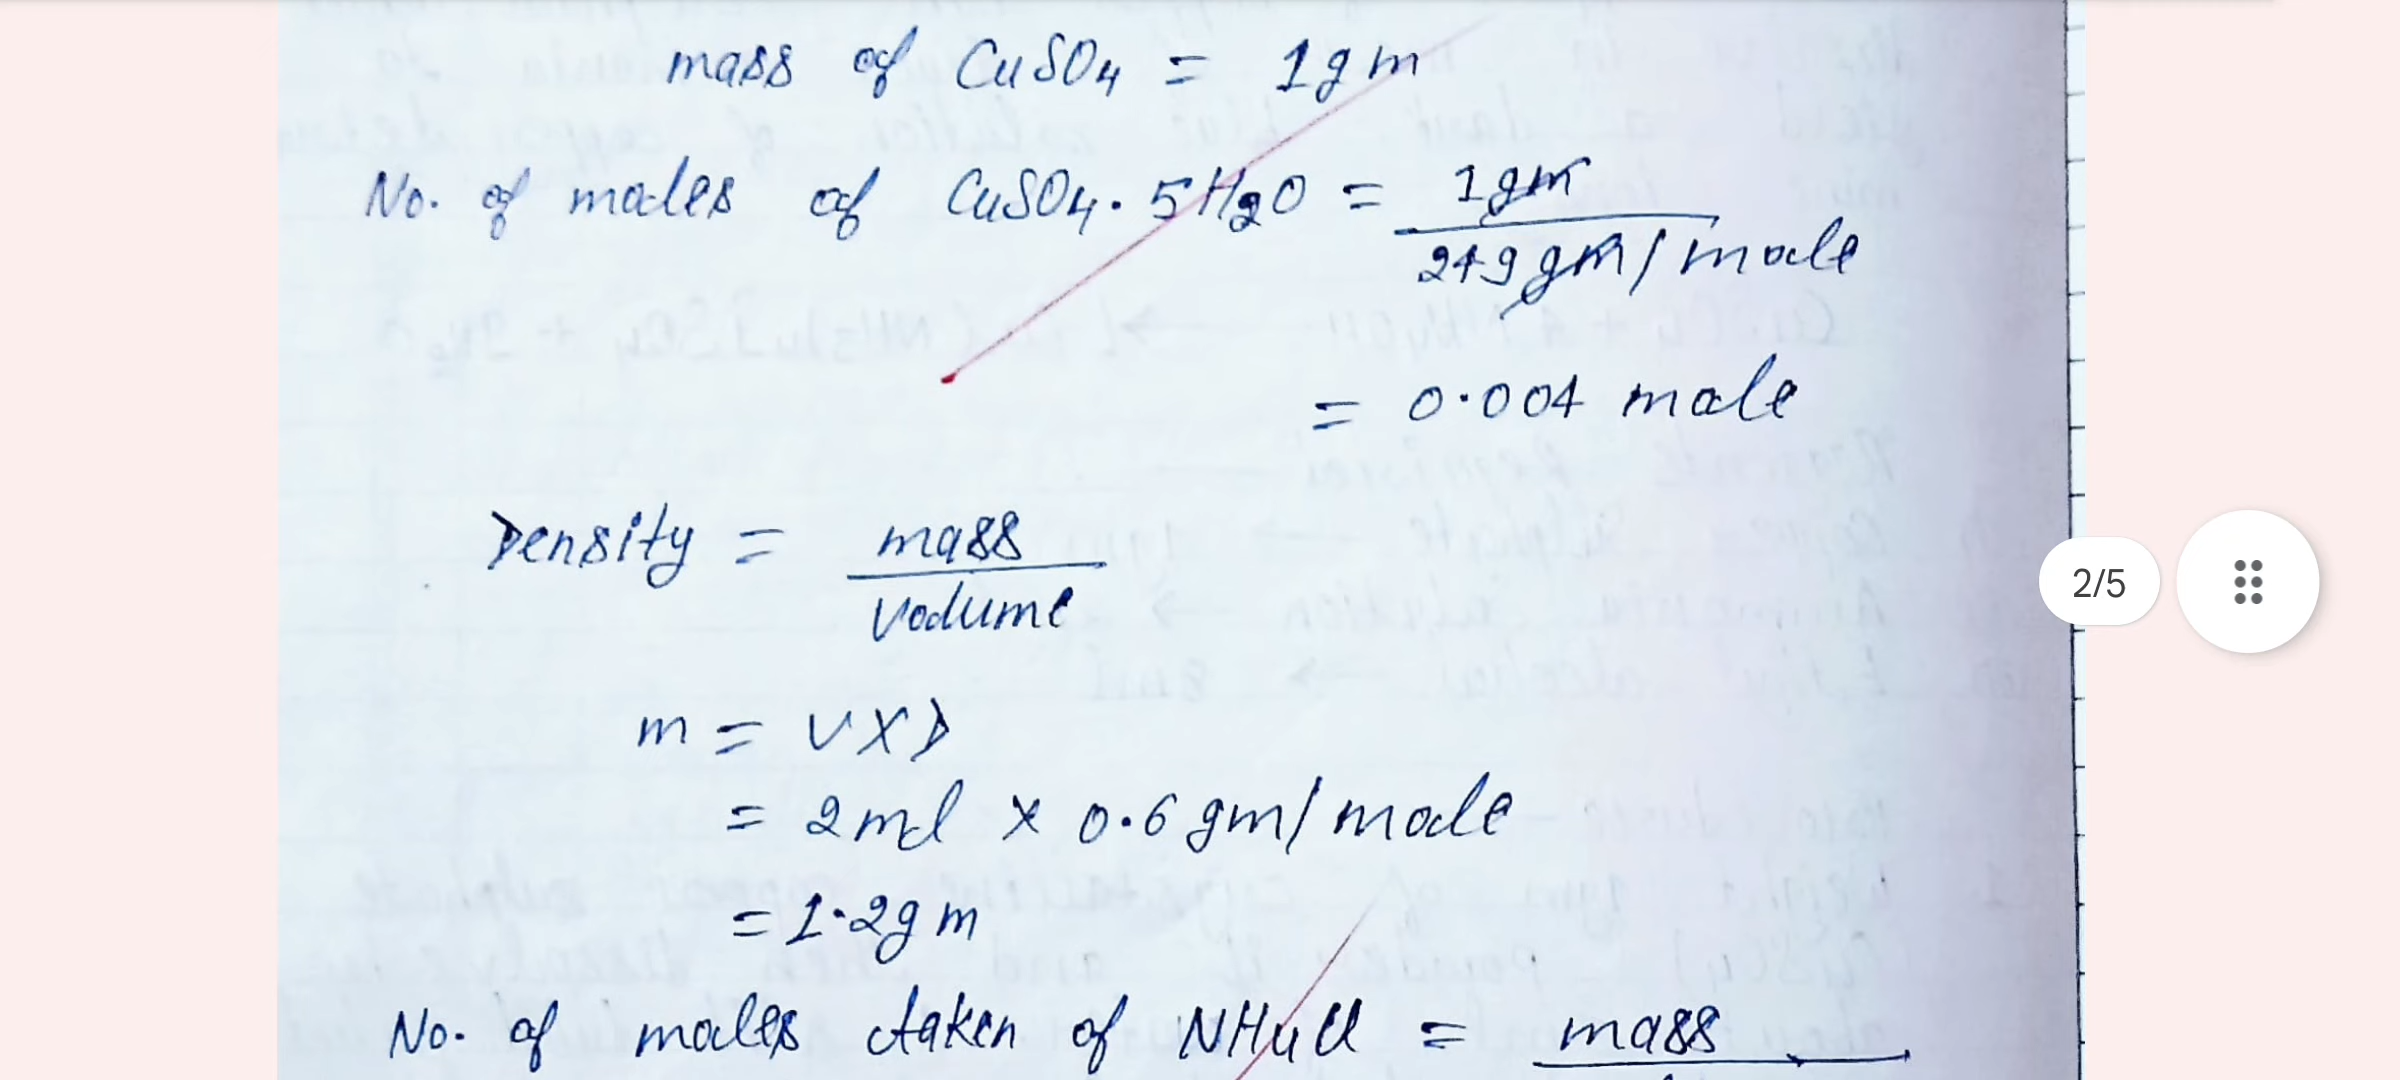 mass of CuSO4 = 1gm
No. of moles of CuSO4·5H2O = 1gm / 249 gm/mole
= 0·004 mole
Density = mass / volume
m = V×D
= 2ml × 0·6 gm/mole
= 1·2gm
No. of moles taken of NH4Cl = mass
2/5